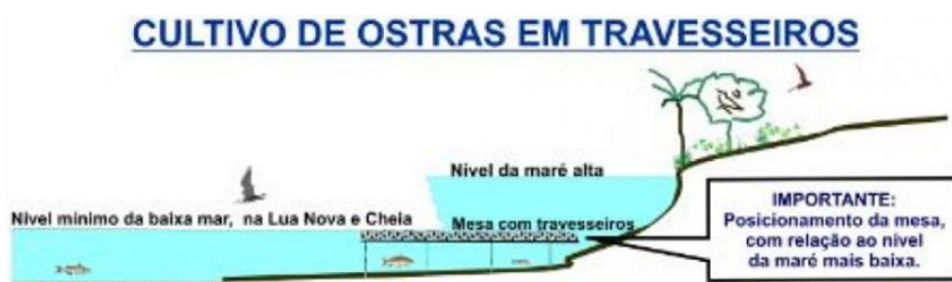 CULTIVO DE OSTRAS EM TRAVESSEIROS
Nível da maré alta
Nivel mínimo da baixa mar, na Lua Nova e Cheia
Mesa com travesseiros
IMPORTANTE:
Posicionamento da mesa,
com relação ao nível
da maré mais baixa.